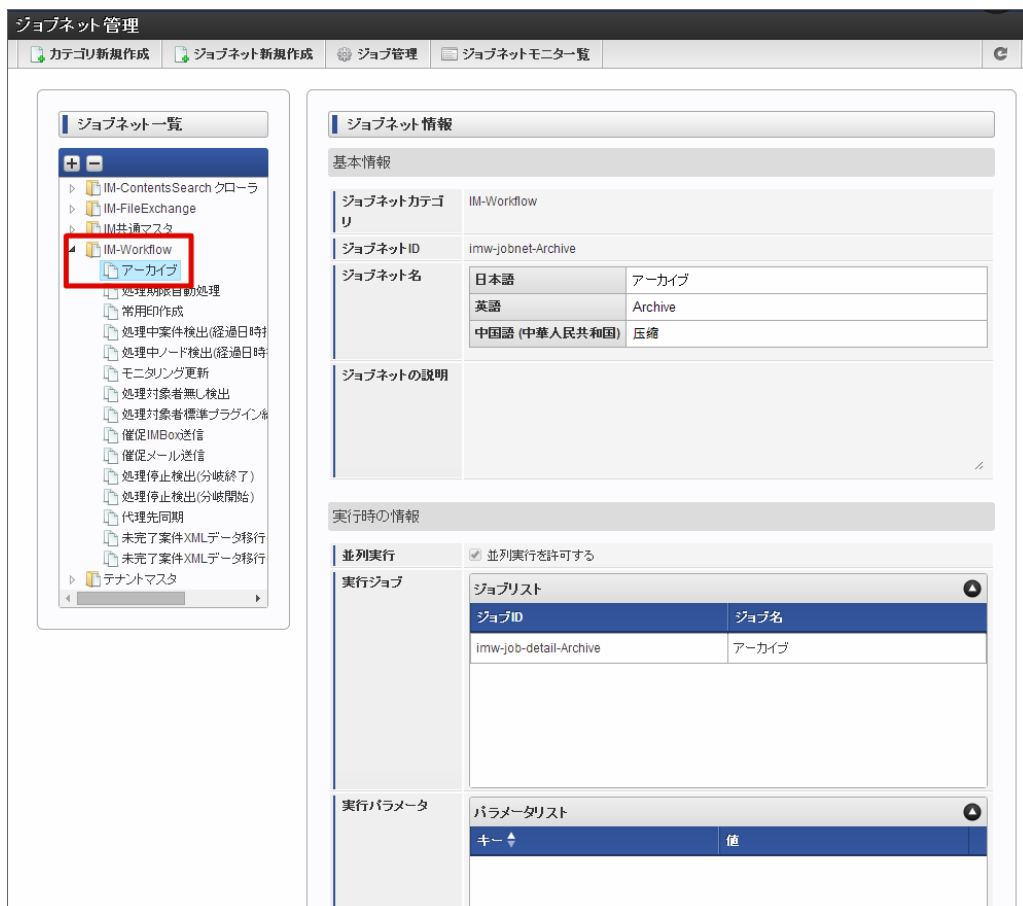 ジョブネット管理
カテゴリ新規作成
ジョブネット新規作成
ジョブ管理
ジョブネットモニター覧
ジョブネット一覧
IM-ContentsSearch クローラ
IM-FileExchange
IM共通マスタ
IM-Workflow
アーカイブ
処理期限自動処理
常用印作成
処理中案件検出(経過日時
処理中ノード検出(経過日時
モニタリング更新
処理対象者無し検出
処理対象者標準プラグイン
催促IMBox送信
催促メール送信
処理停止検出(分岐終了)
処理停止検出(分岐開始)
代理先同期
未完了案件XMLデータ移行
未完了案件XMLデータ移行
テナントマスタ
ジョブネット情報
基本情報
ジョブネットカテゴ
リ
IM-Workflow
ジョブネットID
imw-jobnet-Archive
ジョブネット名
日本語
アーカイブ
英語
Archive
中国語 (中華人民共和国)
压缩
ジョブネットの説明
実行時の情報
並列実行
並列実行を許可する
実行ジョブ
ジョブリスト
ジョブID
ジョブ名
imw-job-detail-Archive
アーカイブ
実行パラメータ
パラメータリスト
キー
値